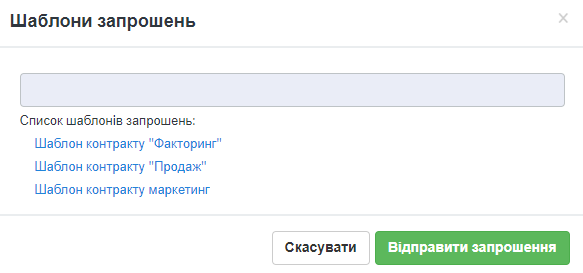 Шаблони запрошень
×
Список шаблонів запрошень:
Шаблон контракту "Факторинг"
Шаблон контракту "Продаж"
Шаблон контракту маркетинг
Скасувати Відправити запрошення